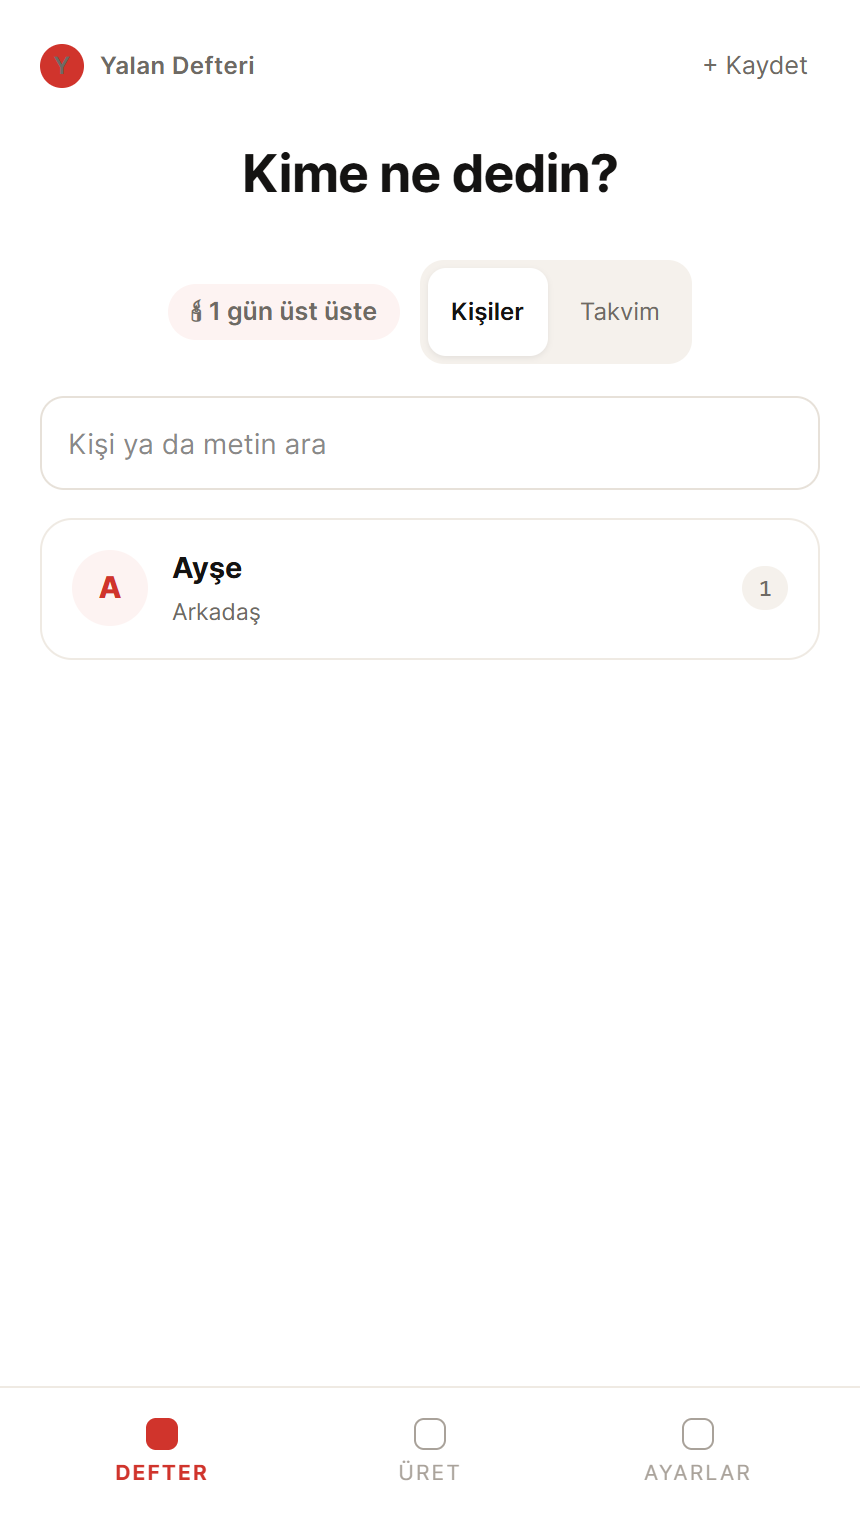 Y Yalan Defteri
+ Kaydet
Kime ne dedin?
🕯 1 gün üst üste
Kişiler
Takvim
Kişi ya da metin ara
A
Ayşe
Arkadaş
1
DEFTER
ÜRET
AYARLAR